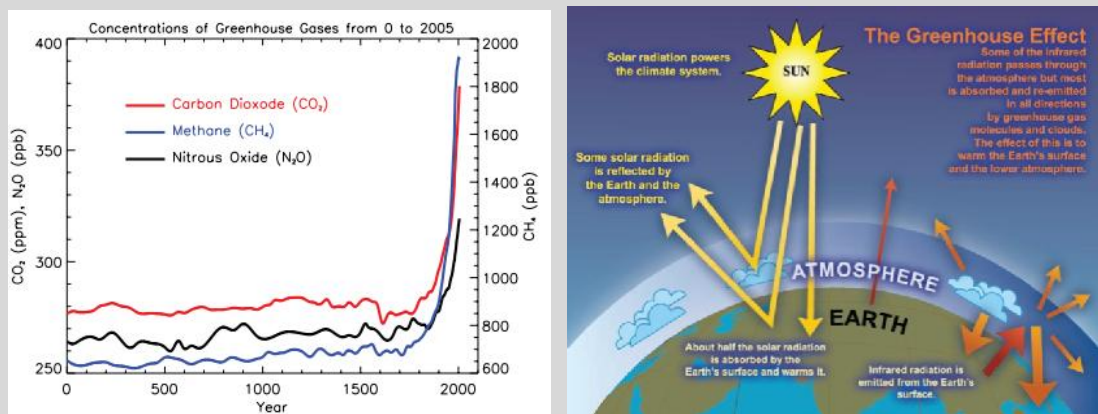 Concentrations of Greenhouse Gases from 0 to 2005
400
350
300
250
CO₂ (ppm), N₂O (ppb)
Carbon Dioxode (CO₂)
Methane (CH₄)
Nitrous Oxide (N₂O)
2000
1800
1600
1400
1200
1000
800
600
CH₄ (ppb)
0
500
1000
1500
2000
Year
The Greenhouse Effect
Some of the infrared
radiation passes through
the atmosphere but most
is absorbed and re-emitted
in all directions
by greenhouse gas
molecules and clouds.
The effect of this is to
warm the Earth's surface
and the lower atmosphere.
Solar radiation powers
the climate system.
SUN
Some solar radiation
is reflected by
the Earth and the
atmosphere.
ATMOSPHERE
EARTH
About half the solar radiation
is absorbed by the
Earth's surface and warms it.
Infrared radiation is
emitted from the Earth's
surface.